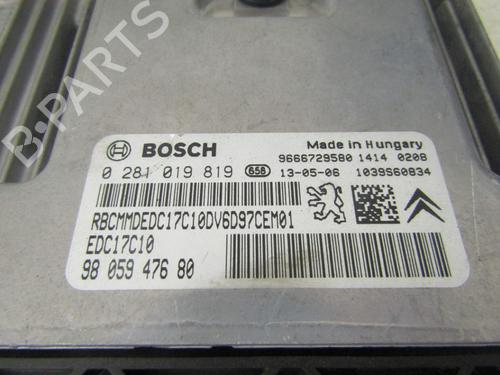 BOSCH
Made in Hungary
9666729580 1414 0208
0 281 019 819 658 13-05-06 1039S60834
RBCMMDEDC17C10DV6D97CEM01
EDC17C10
98 059 476 80
B-PARTS